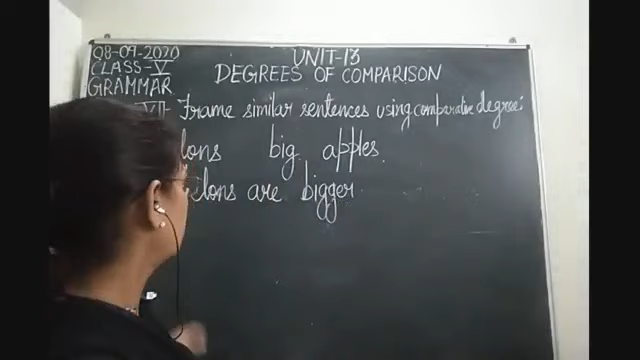 08-09-2020
UNIT-13
CLASS-V
DEGREES OF COMPARISON
GRAMMAR
VII Frame similar sentences using comparative degree:
lons big apples.
lons are bigger